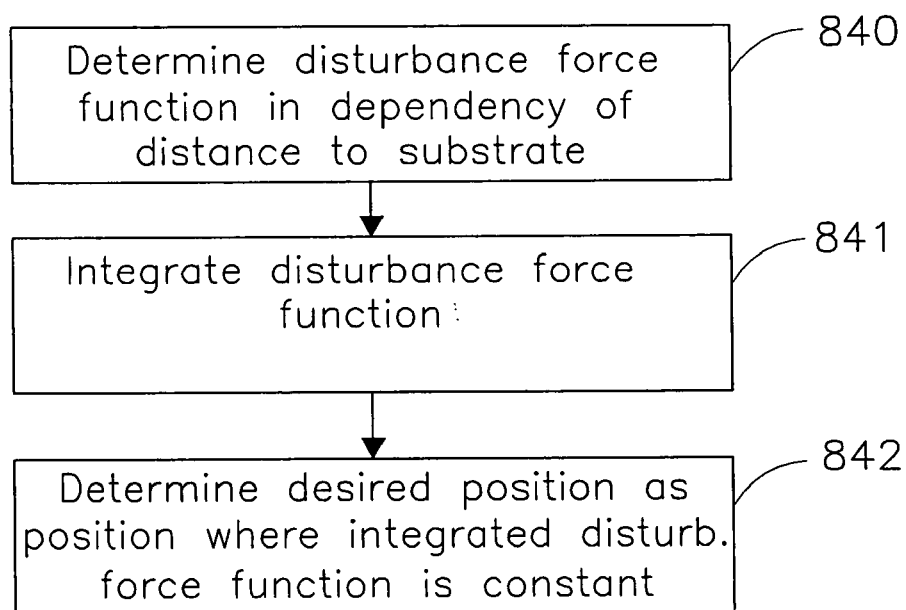 840
Determine disturbance force
function in dependency of
distance to substrate
841
Integrate disturbance force
function
842
Determine desired position as
position where integrated disturb.
force function is constant